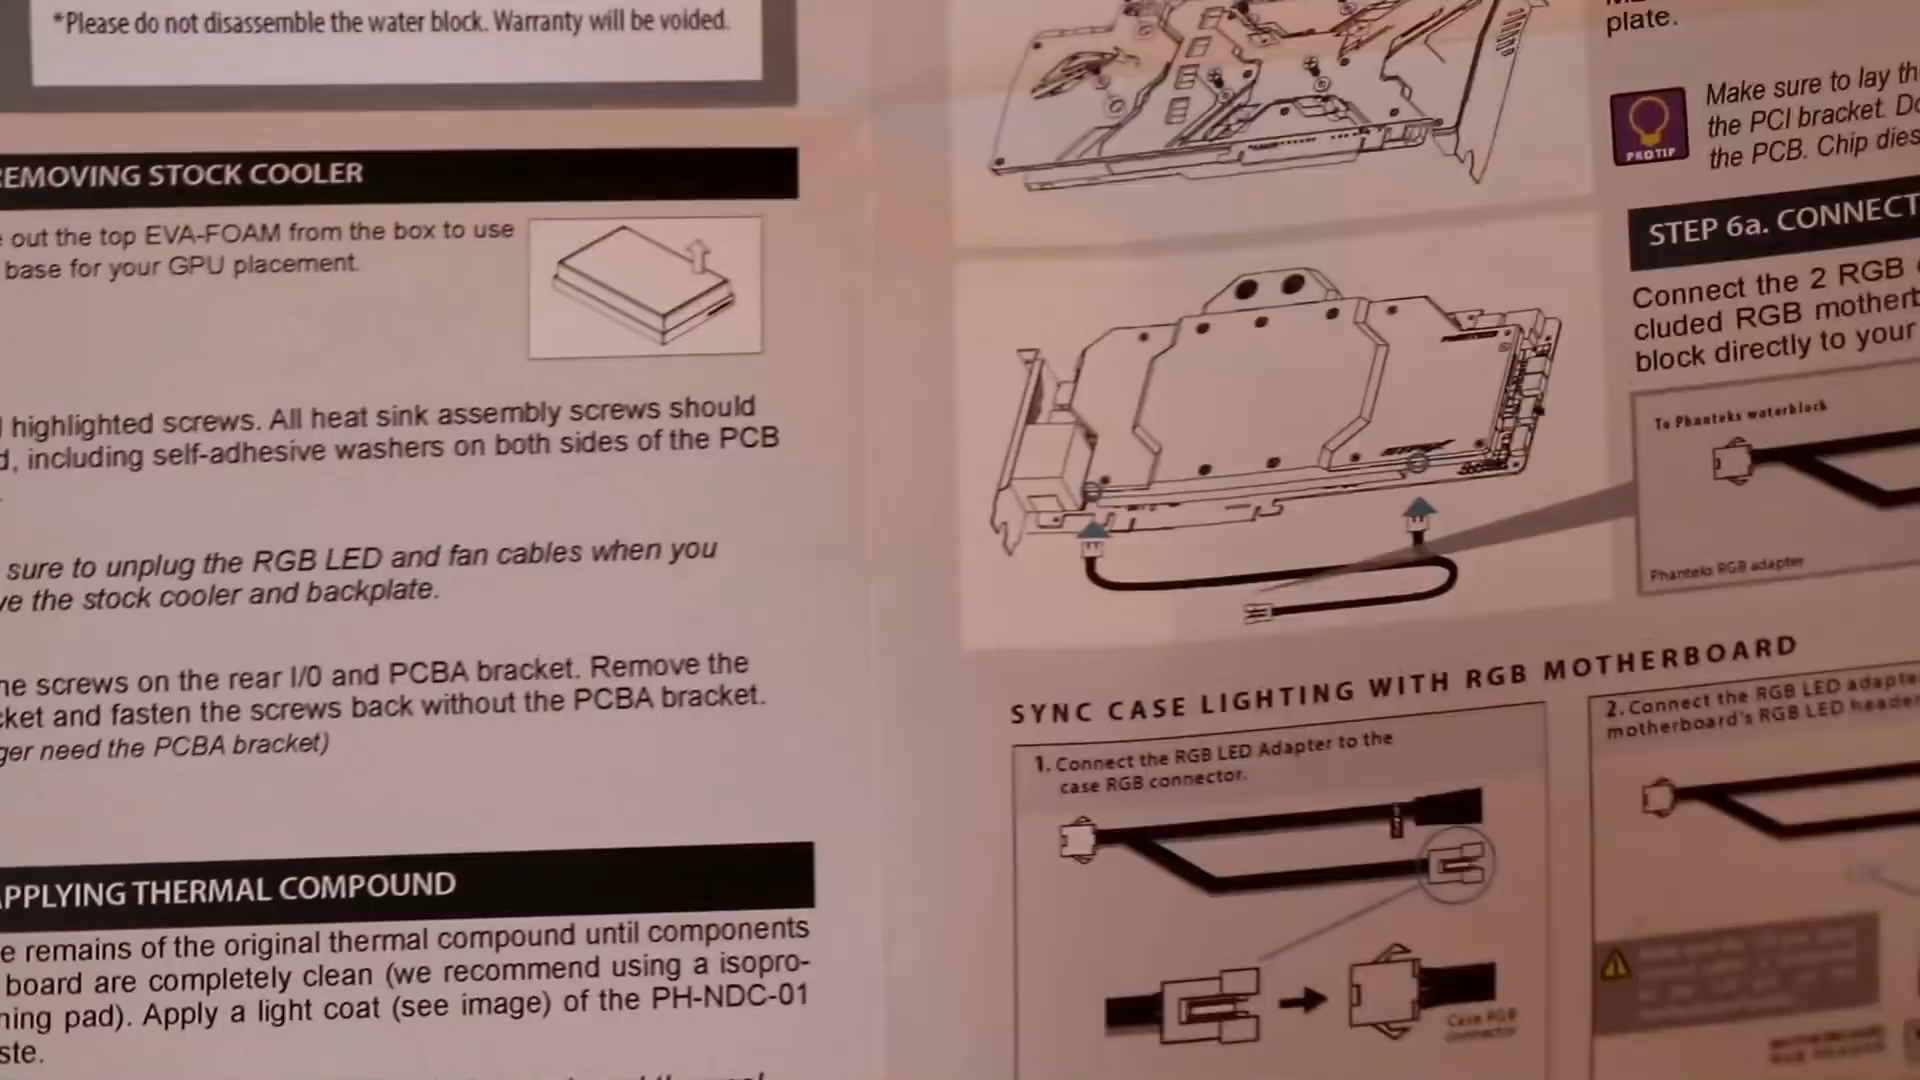 *Please do not disassemble the water block. Warranty will be voided.
EMOVING STOCK COOLER
out the top EVA-FOAM from the box to use
base for your GPU placement.
highlighted screws. All heat sink assembly screws should
d, including self-adhesive washers on both sides of the PCB
sure to unplug the RGB LED and fan cables when you
ve the stock cooler and backplate.
ne screws on the rear I/0 and PCBA bracket. Remove the
cket and fasten the screws back without the PCBA bracket.
ger need the PCBA bracket)
APPLYING THERMAL COMPOUND
e remains of the original thermal compound until components
board are completely clean (we recommend using a isopro-
ning pad). Apply a light coat (see image) of the PH-NDC-01
ste.
plate.
PROTIP
Make sure to lay th
the PCI bracket. Do
the PCB. Chip dies
STEP 6a. CONNECT
Connect the 2 RGB
cluded RGB motherb
block directly to your
To Phanteks waterblock
Phanteks RGB adapter
SYNC CASE LIGHTING WITH RGB MOTHERBOARD
1. Connect the RGB LED Adapter to the
case RGB connector.
Case RGB
connector
2. Connect the RGB LED adapte
motherboard's RGB LED header